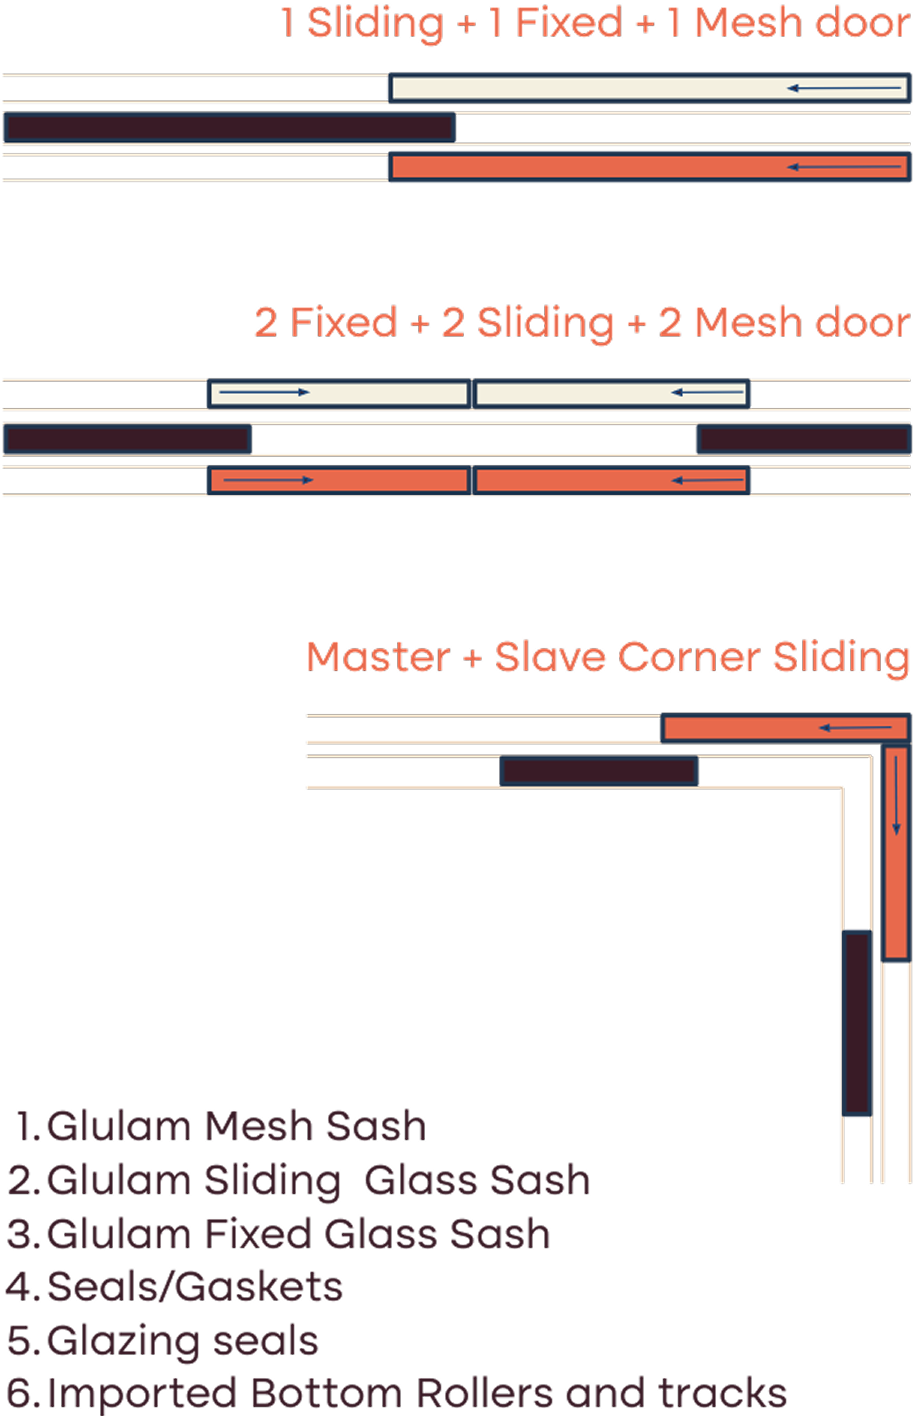 1 Sliding + 1 Fixed + 1 Mesh door
2 Fixed + 2 Sliding + 2 Mesh door
Master + Slave Corner Sliding
1. Glulam Mesh Sash
2. Glulam Sliding  Glass Sash
3. Glulam Fixed Glass Sash
4. Seals/Gaskets
5. Glazing seals
6. Imported Bottom Rollers and tracks